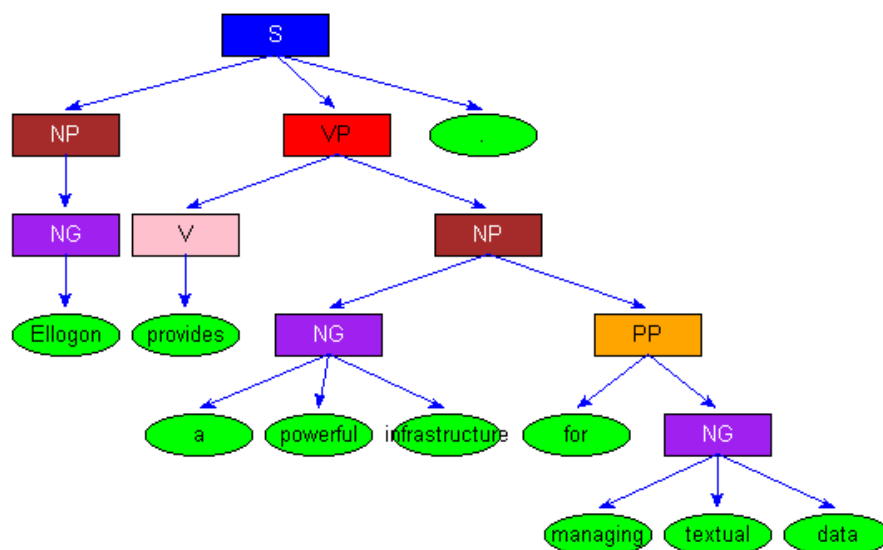 S
NP VP .
NG V NP
Ellogon provides NG PP
a powerful infrastructure for NG
managing textual data